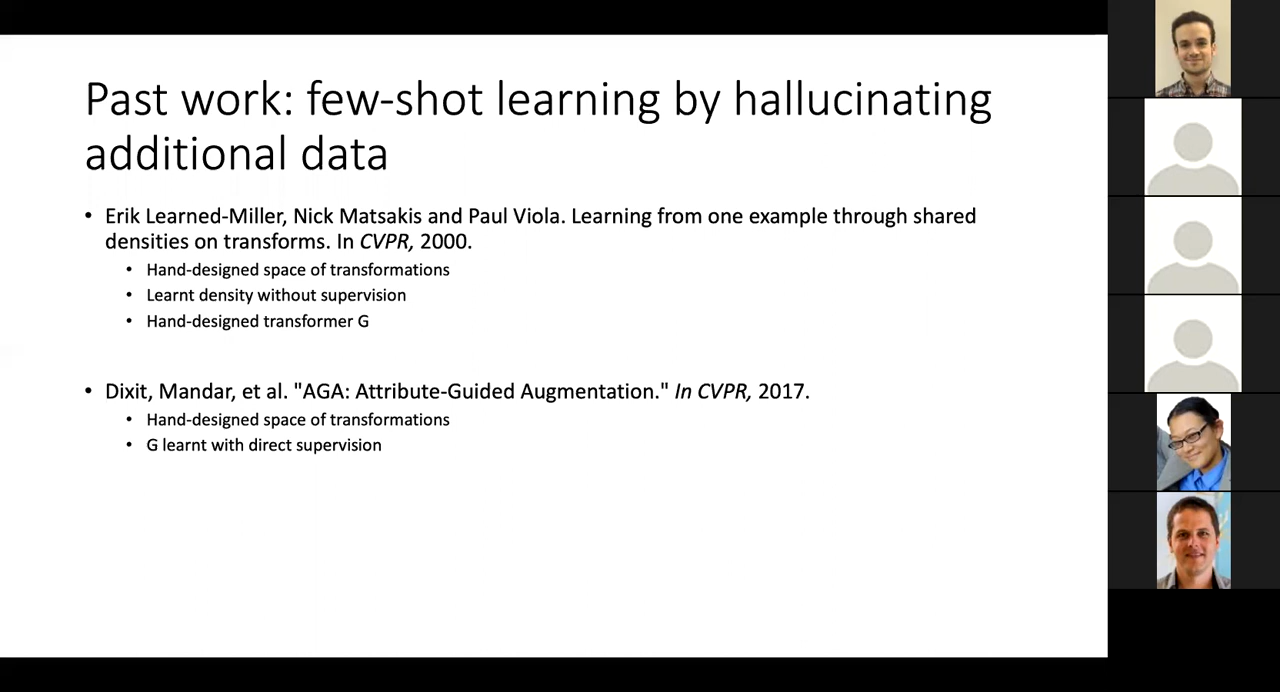 Past work: few-shot learning by hallucinating
additional data
• Erik Learned-Miller, Nick Matsakis and Paul Viola. Learning from one example through shared
densities on transforms. In CVPR, 2000.
• Hand-designed space of transformations
• Learnt density without supervision
• Hand-designed transformer G
• Dixit, Mandar, et al. "AGA: Attribute-Guided Augmentation." In CVPR, 2017.
• Hand-designed space of transformations
• G learnt with direct supervision